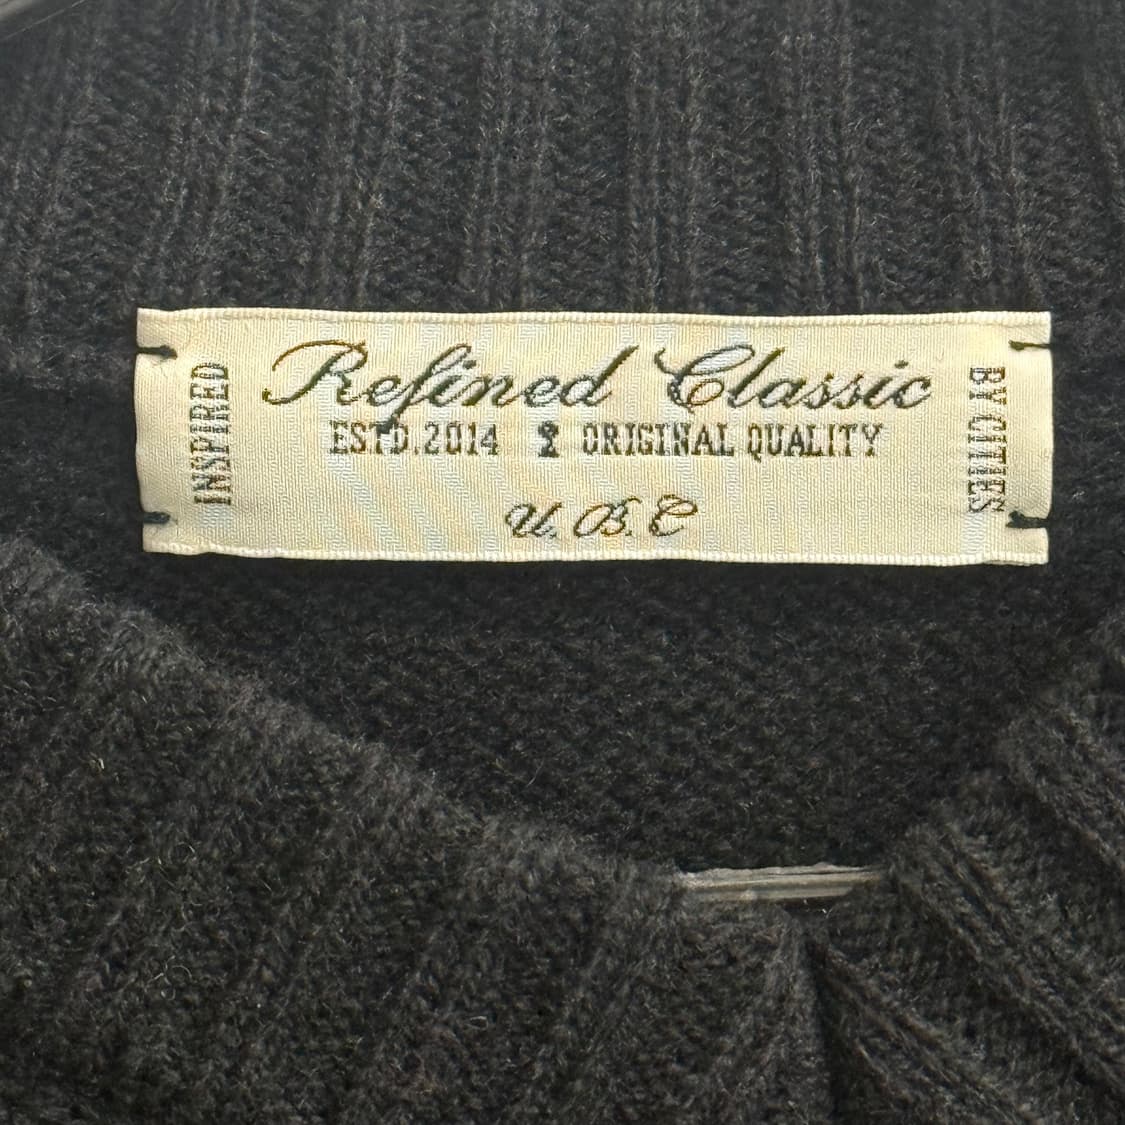 INSPIRED
Refined Classic
ESTD.2014 ORIGINAL QUALITY
U.B.C
BY CITIES